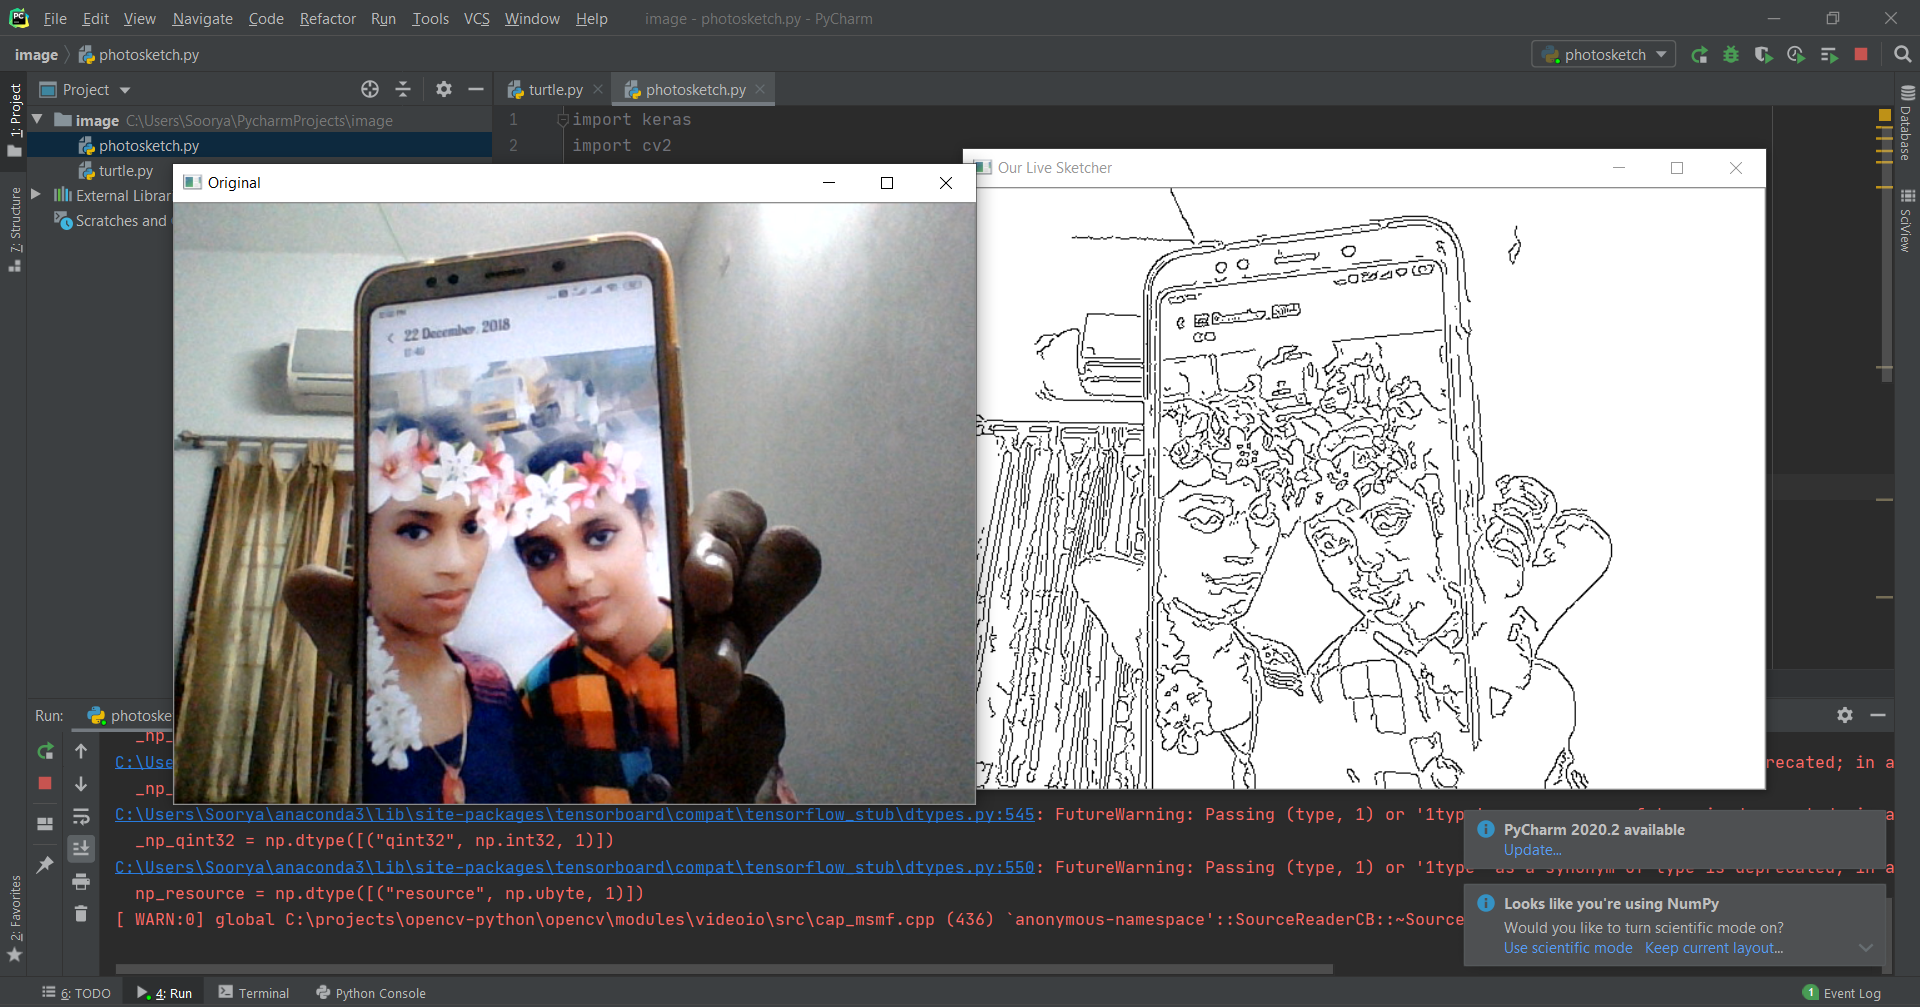 File Edit View Navigate Code Refactor Run Tools VCS Window Help image - photosketch.py - PyCharm
image photosketch.py photosketch
1: Project
Project
turtle.py photosketch.py
image C:\Users\Soorya\PycharmProjects\image
photosketch.py
turtle.py
External Librar
Scratches and
1 import keras
2 import cv2
Database
SciView
7: Structure
Original
Our Live Sketcher
22 December, 2018
Run: photoske
_np_
C:\Use recated; in a
_np_
C:\Users\Soorya\anaconda3\lib\site-packages\tensorboard\compat\tensorflow_stub\dtypes.py:545: FutureWarning: Passing (type, 1) or '1type'
_np_qint32 = np.dtype([("qint32", np.int32, 1)])
C:\Users\Soorya\anaconda3\lib\site-packages\tensorboard\compat\tensorflow_stub\dtypes.py:550: FutureWarning: Passing (type, 1) or '1type' as a synonym of type is deprecated; in a
np_resource = np.dtype([("resource", np.ubyte, 1)])
[ WARN:0] global C:\projects\opencv-python\opencv\modules\videoio\src\cap_msmf.cpp (436) `anonymous-namespace'::SourceReaderCB::~Source
PyCharm 2020.2 available
Update...
Looks like you're using NumPy
Would you like to turn scientific mode on?
Use scientific mode Keep current layout...
2: Favorites
6: TODO 4: Run Terminal Python Console 1 Event Log